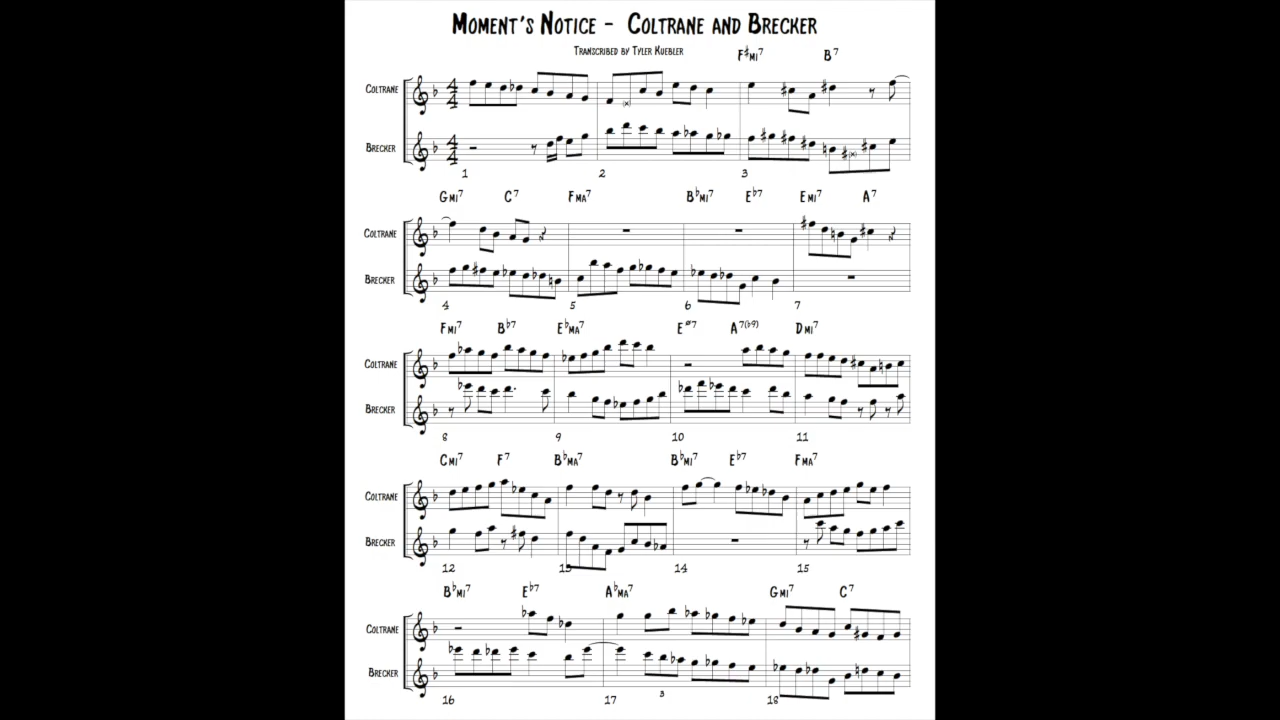 Moment's Notice - Coltrane and Brecker
Transcribed by Tyler Kuebler
F♯mi7 B7
Coltrane
Brecker
1 2 3
Gmi7 C7 Fma7 B♭mi7 E♭7 Emi7 A7
Coltrane
Brecker
4 5 6 7
Fmi7 B♭7 E♭ma7 Eø7 A7(♭9) Dmi7
Coltrane
Brecker
8 9 10 11
Cmi7 F7 B♭ma7 B♭mi7 E♭7 Fma7
Coltrane
Brecker
12 13 14 15
B♭mi7 E♭7 A♭ma7 Gmi7 C7
Coltrane
Brecker
3
16 17 18